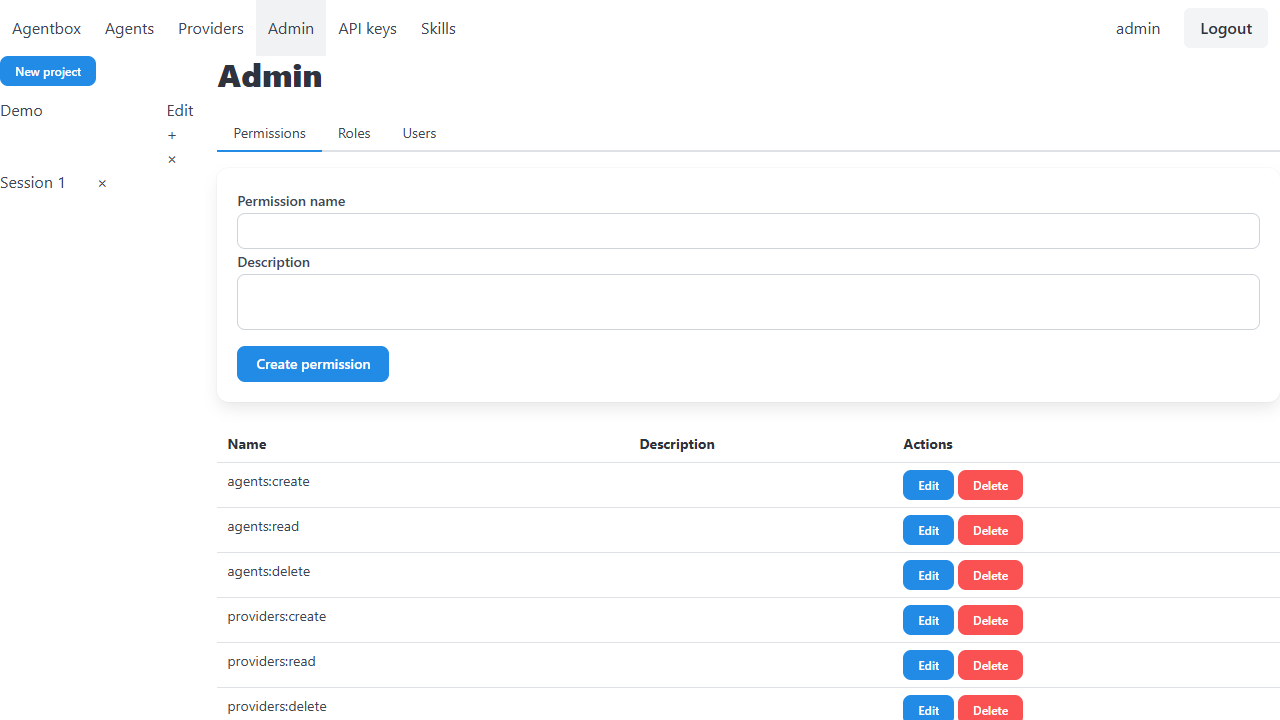 Agentbox Agents Providers Admin API keys Skills admin Logout
New project
Admin
Demo Edit
+
×
Session 1 ×
Permissions Roles Users
Permission name
Description
Create permission
Name Description Actions
agents:create Edit Delete
agents:read Edit Delete
agents:delete Edit Delete
providers:create Edit Delete
providers:read Edit Delete
providers:delete Edit Delete